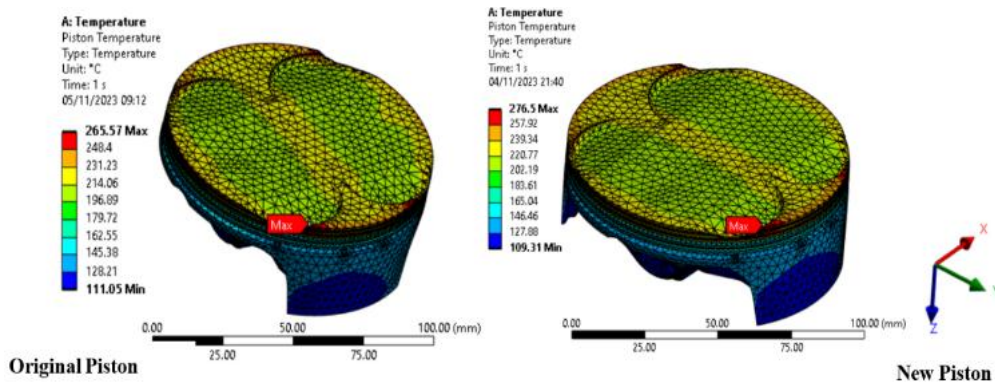 A: Temperature
Piston Temperature
Type: Temperature
Unit: °C
Time: 1 s
05/11/2023 09:12
265.57 Max
248.4
231.23
214.06
196.89
179.72
162.55
145.38
128.21
111.05 Min
Max
0.00 50.00 100.00 (mm)
25.00 75.00
Original Piston
A: Temperature
Piston Temperature
Type: Temperature
Unit: °C
Time: 1 s
04/11/2023 21:40
276.5 Max
257.92
239.34
220.77
202.19
183.61
165.04
146.46
127.88
109.31 Min
Max
0.00 50.00 100.00 (mm)
25.00 75.00
X
Z
New Piston